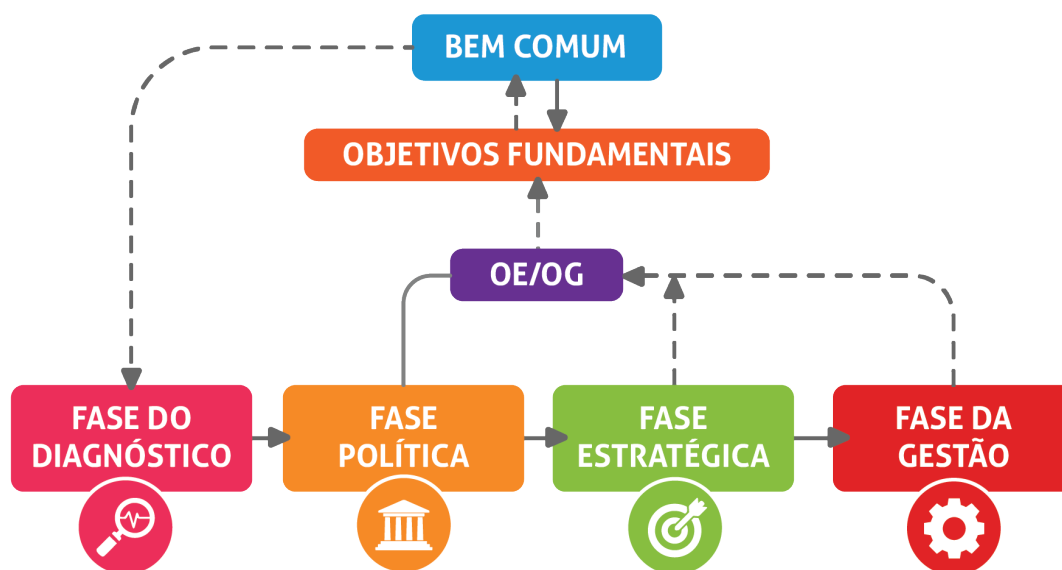 BEM COMUM
OBJETIVOS FUNDAMENTAIS
OE/OG
FASE DO
DIAGNÓSTICO
FASE
POLÍTICA
FASE
ESTRATÉGICA
FASE DA
GESTÃO